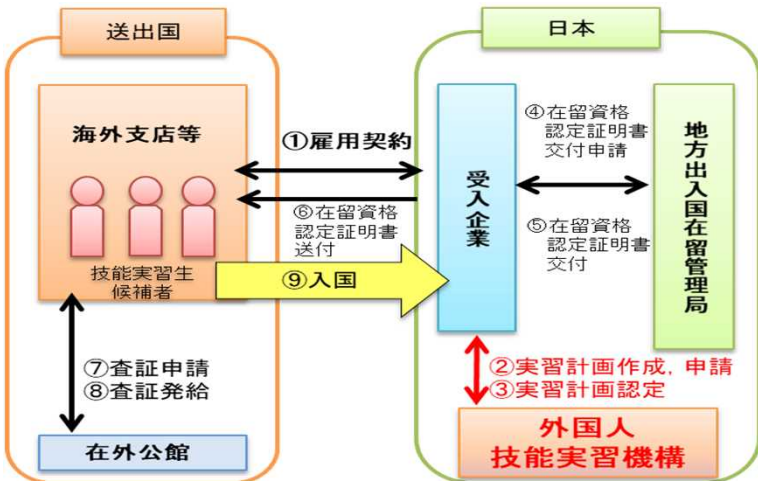 送出国
海外支店等
技能実習生
候補者
⑦査証申請
⑧査証発給
在外公館
①雇用契約
⑥在留資格
認定証明書
送付
⑨入国
日本
受入企業
④在留資格
認定証明書
交付申請
⑤在留資格
認定証明書
交付
地方出入国在留管理局
②実習計画作成，申請
③実習計画認定
外国人
技能実習機構